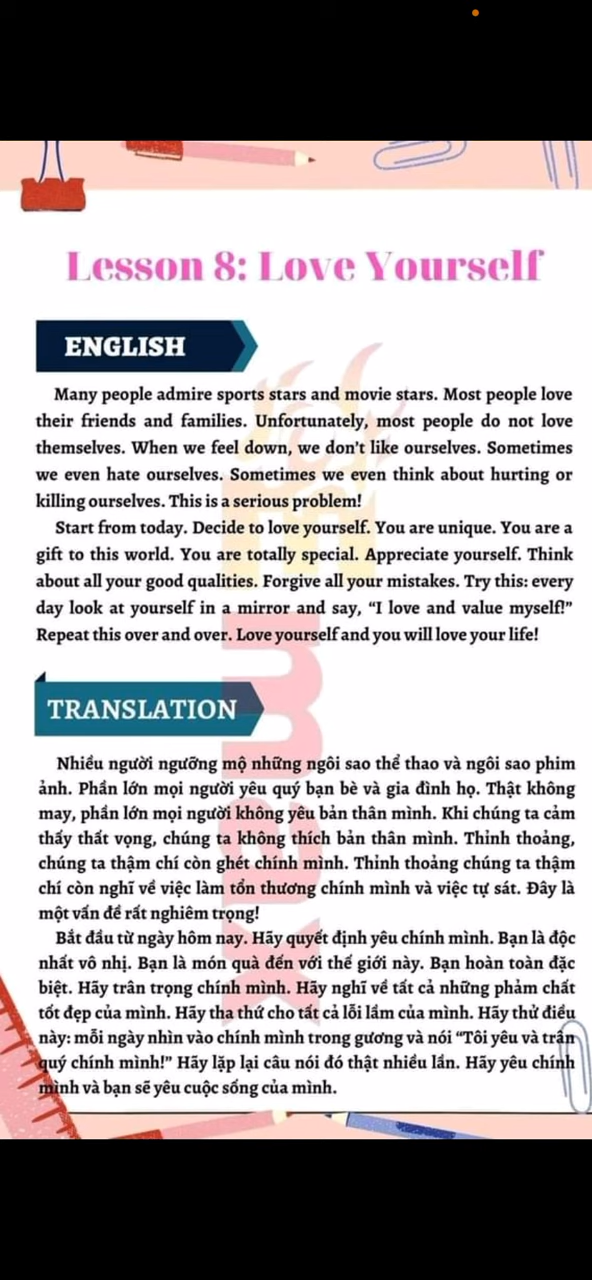 Lesson 8: Love Yourself
ENGLISH
Many people admire sports stars and movie stars. Most people love
their friends and families. Unfortunately, most people do not love
themselves. When we feel down, we don't like ourselves. Sometimes
we even hate ourselves. Sometimes we even think about hurting or
killing ourselves. This is a serious problem!
Start from today. Decide to love yourself. You are unique. You are a
gift to this world. You are totally special. Appreciate yourself. Think
about all your good qualities. Forgive all your mistakes. Try this: every
day look at yourself in a mirror and say, “I love and value myself!”
Repeat this over and over. Love yourself and you will love your life!
TRANSLATION
Nhiều người ngưỡng mộ những ngôi sao thể thao và ngôi sao phim
ảnh. Phần lớn mọi người yêu quý bạn bè và gia đình họ. Thật không
may, phần lớn mọi người không yêu bản thân mình. Khi chúng ta cảm
thấy thất vọng, chúng ta không thích bản thân mình. Thỉnh thoảng,
chúng ta thậm chí còn ghét chính mình. Thỉnh thoảng chúng ta thậm
chí còn nghĩ về việc làm tổn thương chính mình và việc tự sát. Đây là
một vấn đề rất nghiêm trọng!
Bắt đầu từ ngày hôm nay. Hãy quyết định yêu chính mình. Bạn là độc
nhất vô nhị. Bạn là món quà đến với thế giới này. Bạn hoàn toàn đặc
biệt. Hãy trân trọng chính mình. Hãy nghĩ về tất cả những phẩm chất
tốt đẹp của mình. Hãy tha thứ cho tất cả lỗi lầm của mình. Hãy thử điều
này: mỗi ngày nhìn vào chính mình trong gương và nói “Tôi yêu và trân
quý chính mình!” Hãy lặp lại câu nói đó thật nhiều lần. Hãy yêu chính
mình và bạn sẽ yêu cuộc sống của mình.
Emax